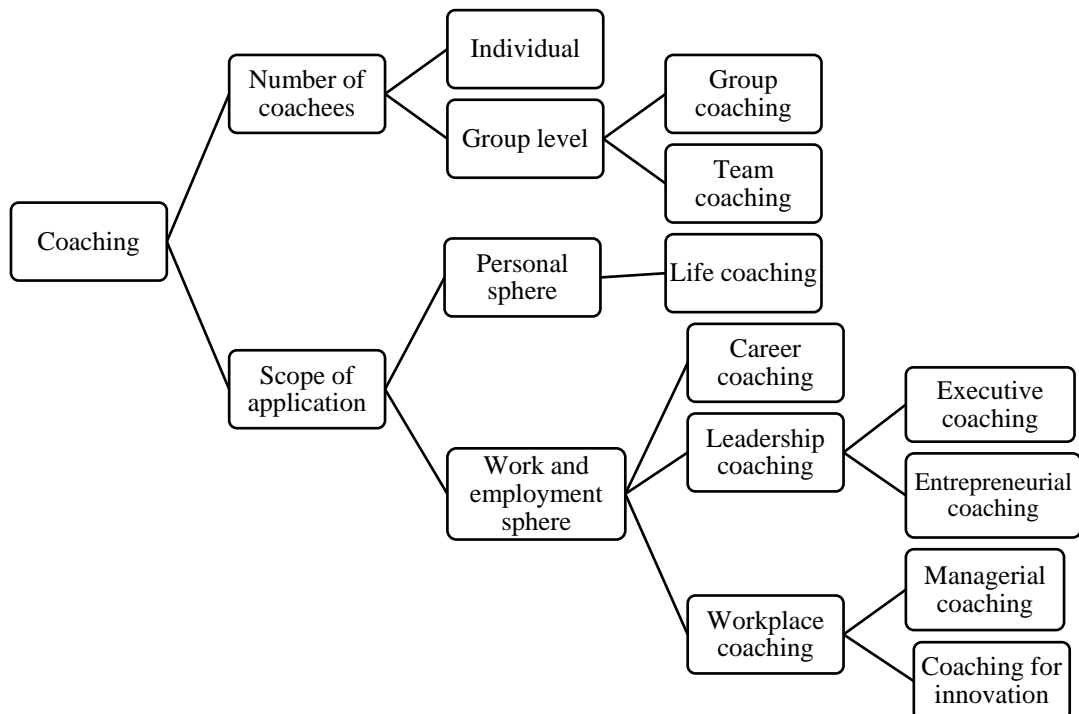 Individual
Number of
coachees
Group level
Group
coaching
Team
coaching
Coaching
Personal
sphere
Life coaching
Scope of
application
Work and
employment
sphere
Career
coaching
Leadership
coaching
Executive
coaching
Entrepreneurial
coaching
Workplace
coaching
Managerial
coaching
Coaching for
innovation